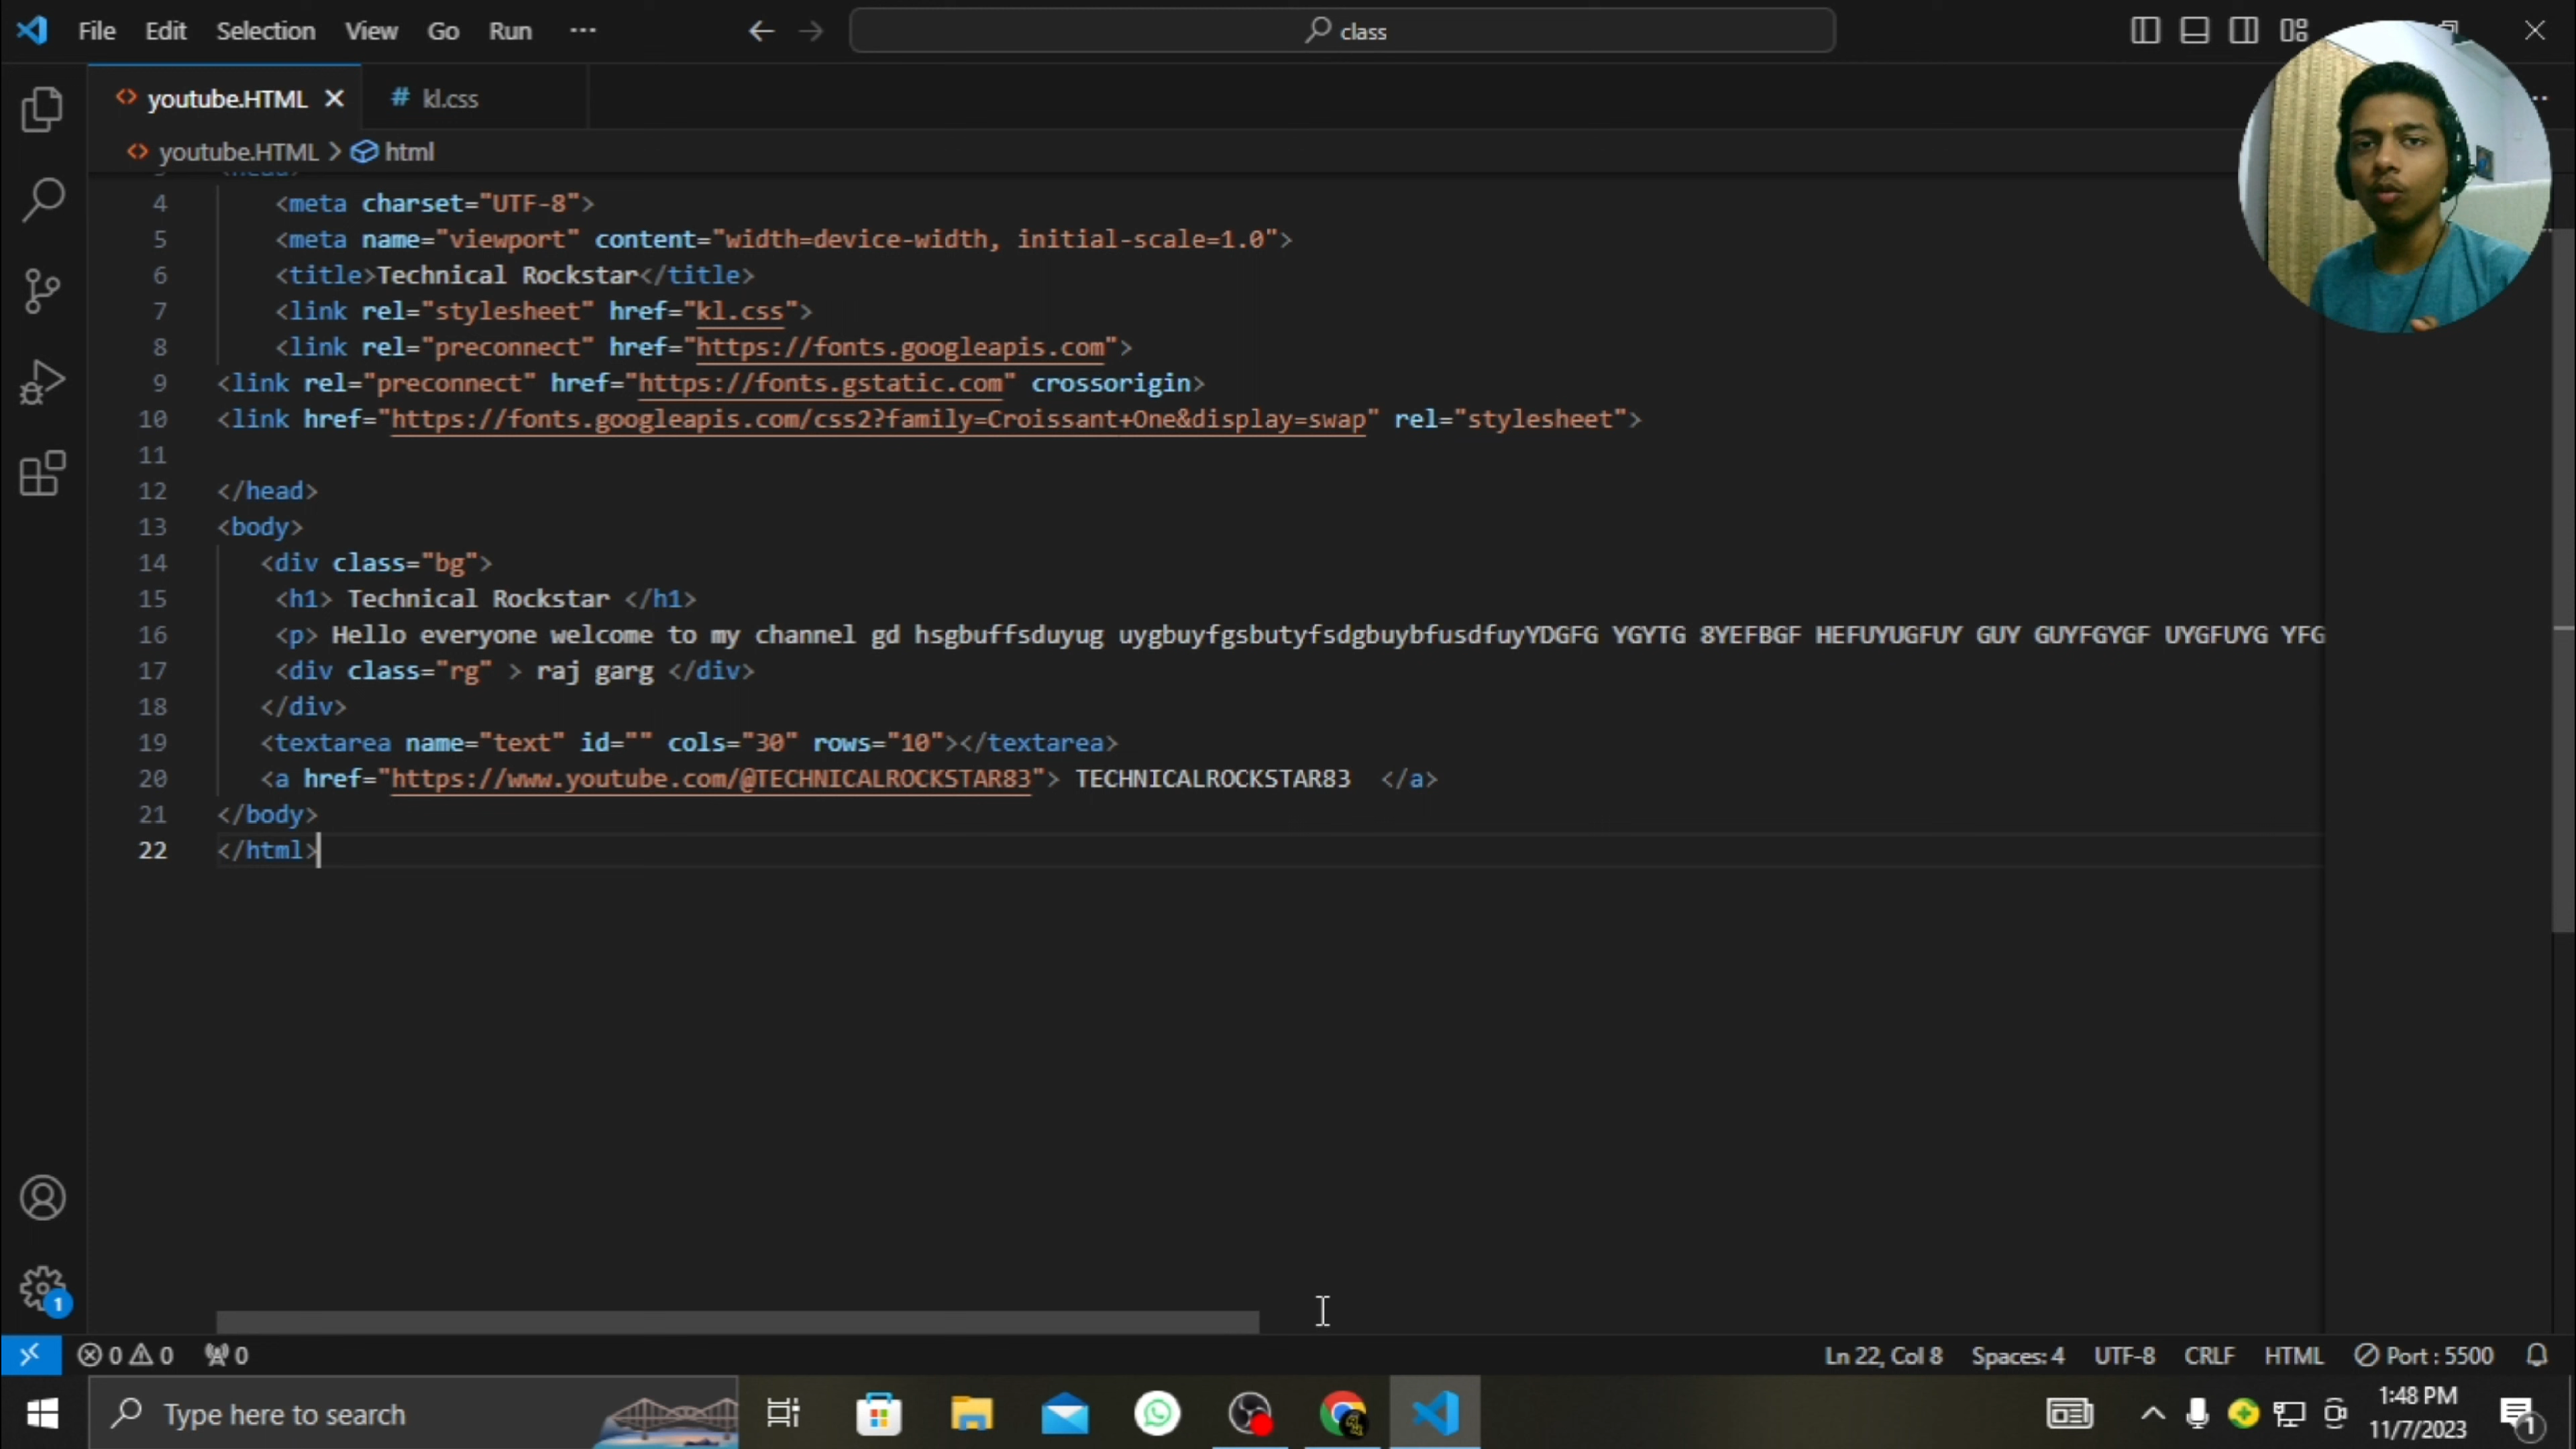 File Edit Selection View Go Run ··· class
youtube.HTML kl.css
youtube.HTML > html
4 <meta charset="UTF-8">
5 <meta name="viewport" content="width=device-width, initial-scale=1.0">
6 <title>Technical Rockstar</title>
7 <link rel="stylesheet" href="kl.css">
8 <link rel="preconnect" href="https://fonts.googleapis.com">
9 <link rel="preconnect" href="https://fonts.gstatic.com" crossorigin>
10 <link href="https://fonts.googleapis.com/css2?family=Croissant+One&display=swap" rel="stylesheet">
11
12 </head>
13 <body>
14 <div class="bg">
15 <h1> Technical Rockstar </h1>
16 <p> Hello everyone welcome to my channel gd hsgbuffsduyug uygbuyfgsbutyfsdgbuybfusdfuyYDGFG YGYTG 8YEFBGF HEFUYUGFUY GUY GUYFGYGF UYGFUYG YFG
17 <div class="rg" > raj garg </div>
18 </div>
19 <textarea name="text" id="" cols="30" rows="10"></textarea>
20 <a href="https://www.youtube.com/@TECHNICALROCKSTAR83"> TECHNICALROCKSTAR83 </a>
21 </body>
22 </html>
1
0 0 0 Ln 22, Col 8 Spaces: 4 UTF-8 CRLF HTML Port : 5500
Type here to search 1:48 PM
11/7/2023 1